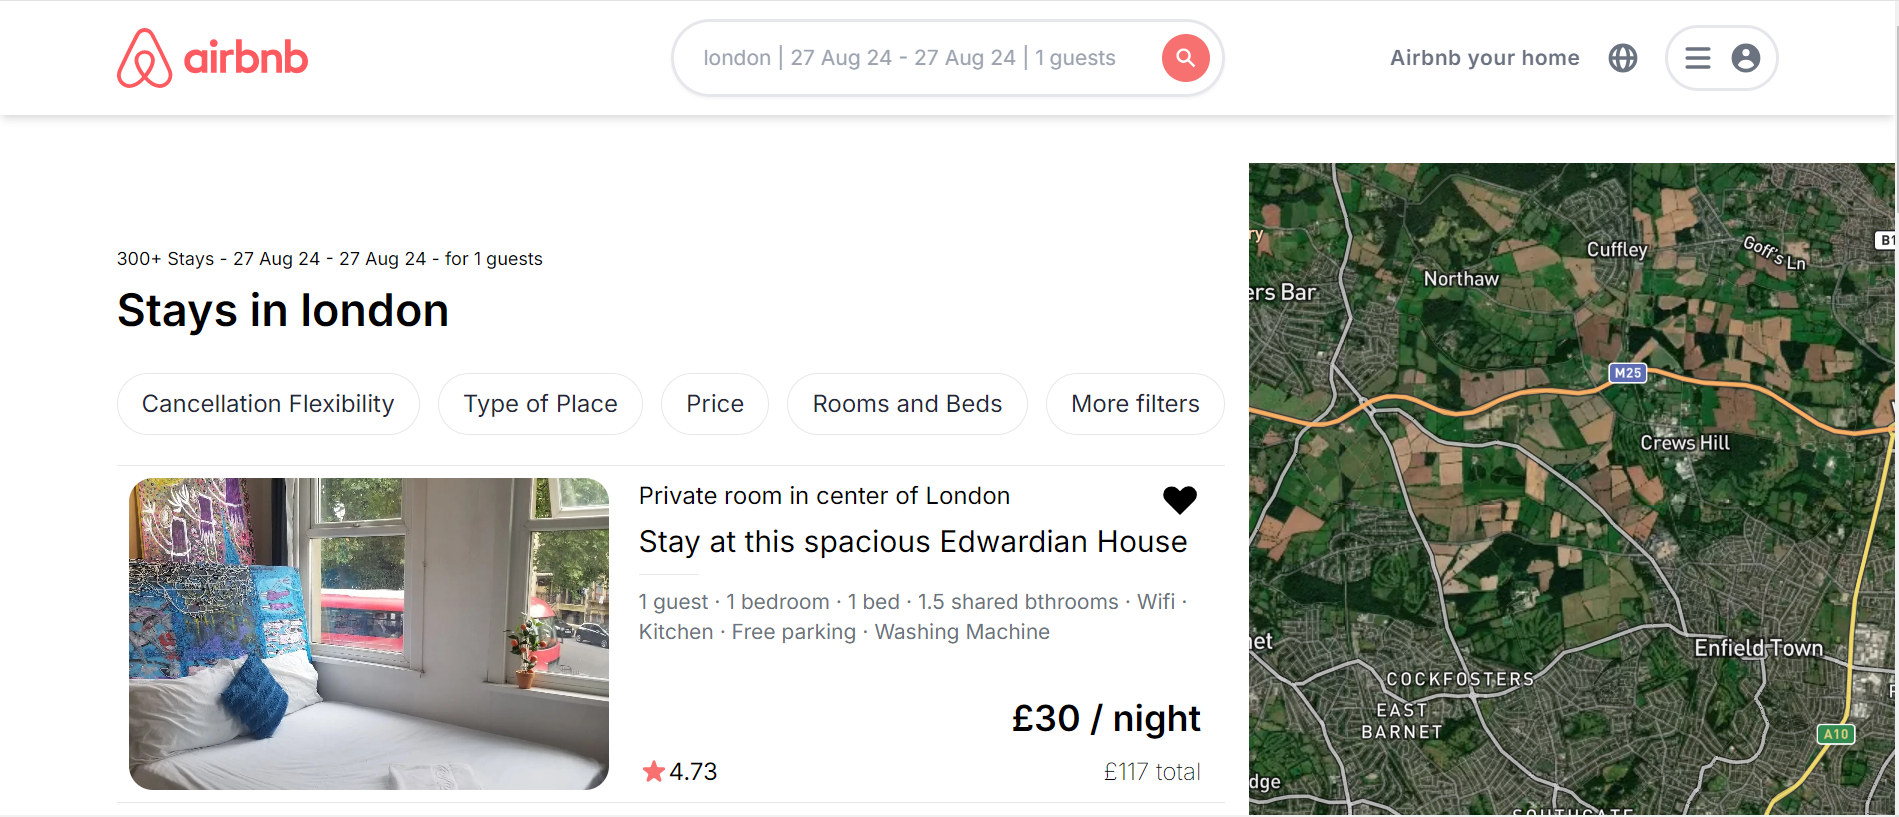 airbnb
london | 27 Aug 24 - 27 Aug 24 | 1 guests
Airbnb your home
300+ Stays - 27 Aug 24 - 27 Aug 24 - for 1 guests
Stays in london
Cancellation Flexibility
Type of Place
Price
Rooms and Beds
More filters
Private room in center of London
Stay at this spacious Edwardian House
1 guest · 1 bedroom · 1 bed · 1.5 shared bthrooms · Wifi ·
Kitchen · Free parking · Washing Machine
£30 / night
4.73
£117 total
Cuffley
Goff's Ln
B1
Northaw
ers Bar
M25
Crews Hill
net
Enfield Town
COCKFOSTERS
EAST
BARNET
A10
dge
SOUTHGATE